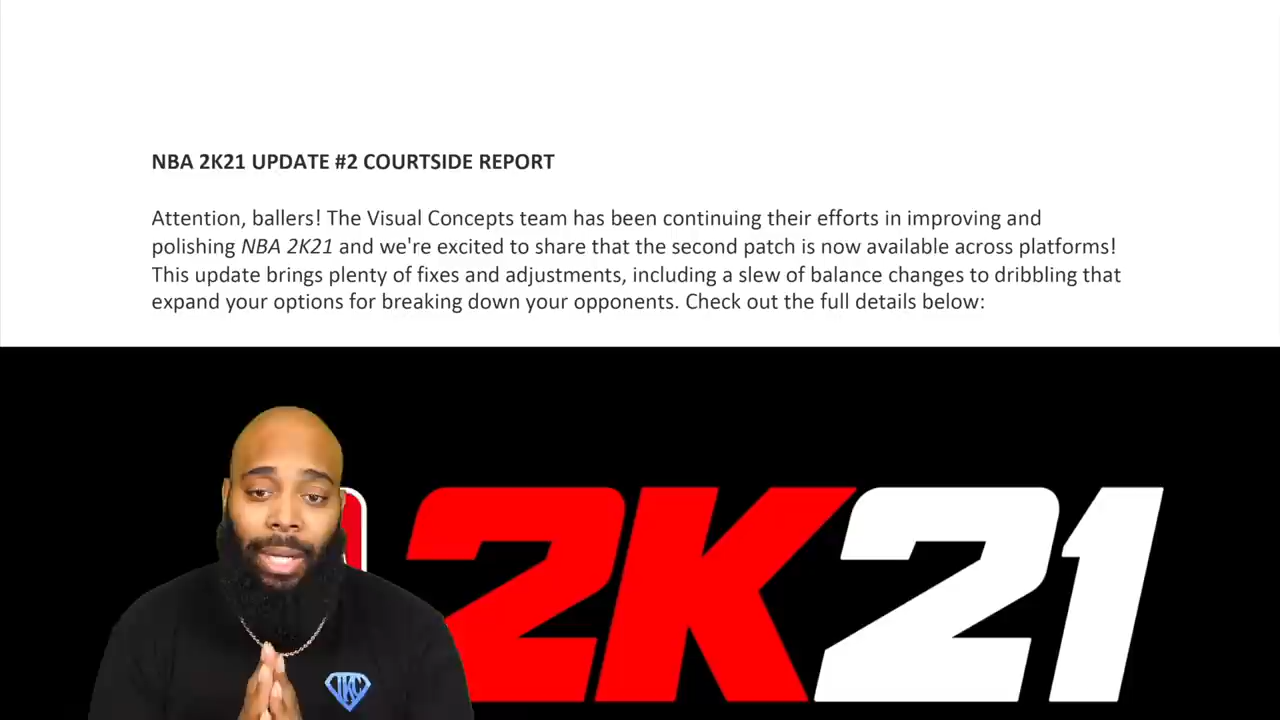 NBA 2K21 UPDATE #2 COURTSIDE REPORT
Attention, ballers! The Visual Concepts team has been continuing their efforts in improving and
polishing NBA 2K21 and we're excited to share that the second patch is now available across platforms!
This update brings plenty of fixes and adjustments, including a slew of balance changes to dribbling that
expand your options for breaking down your opponents. Check out the full details below:
2K21